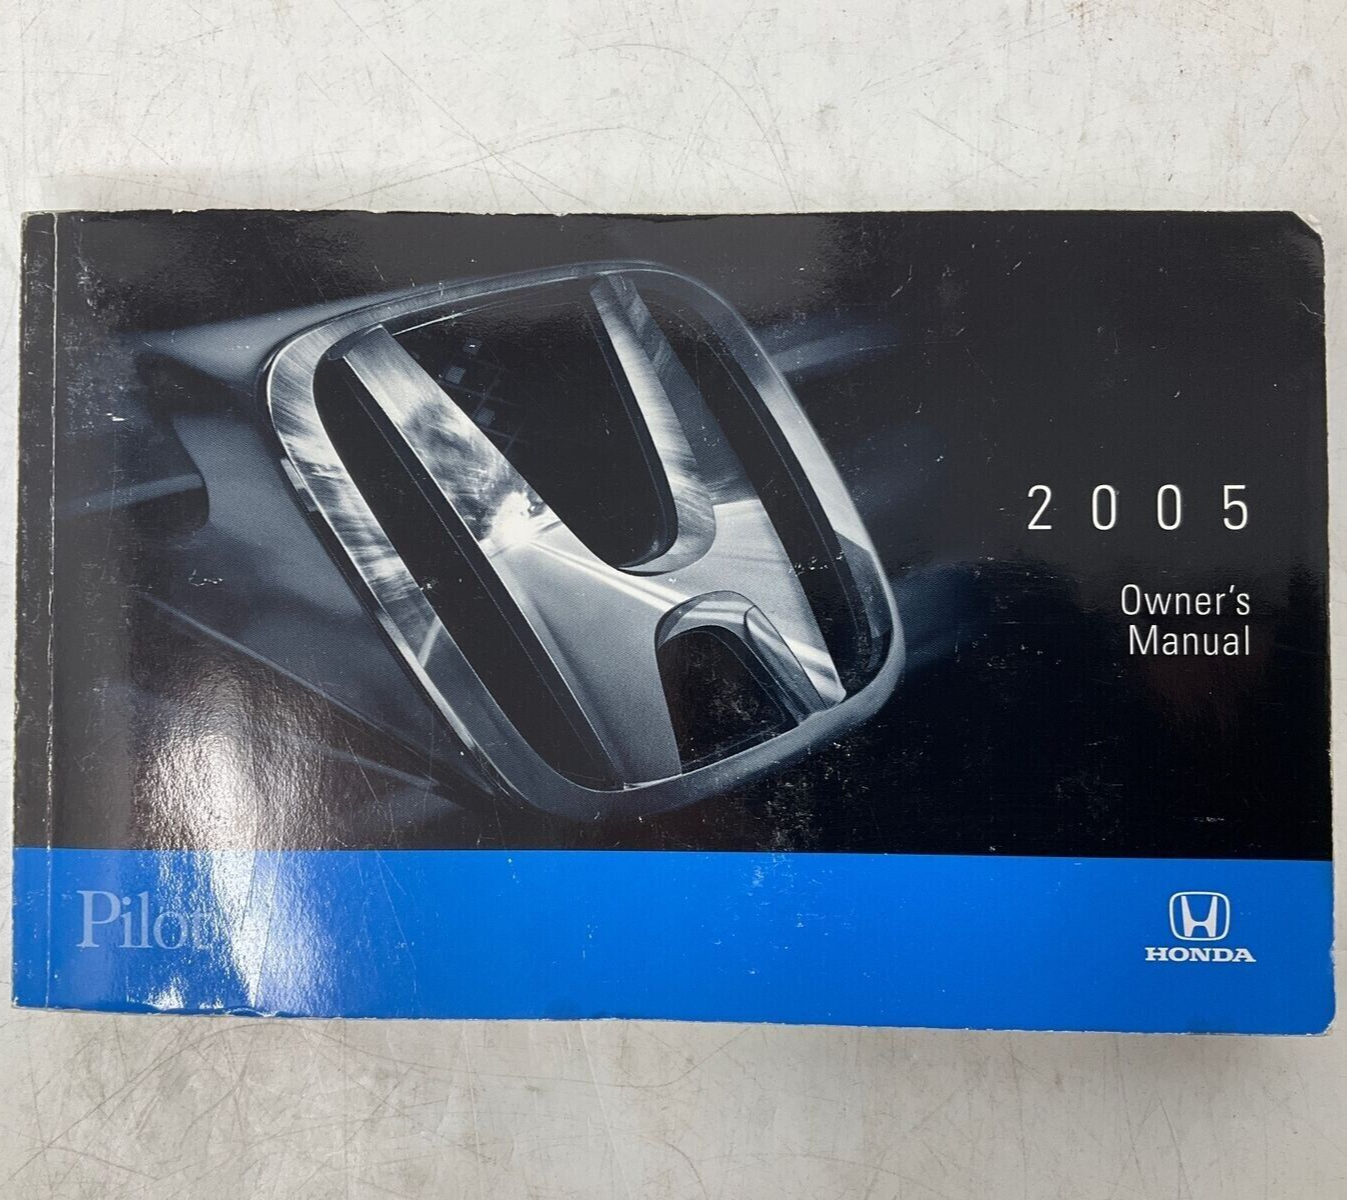 2005
Owner's
Manual
Pilot
HONDA